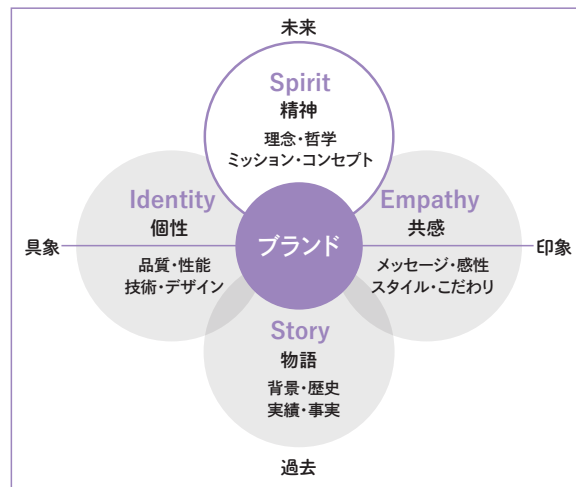 未来
Spirit
精神
理念・哲学
ミッション・コンセプト
Identity
個性
品質・性能
技術・デザイン
具象
ブランド
Empathy
共感
メッセージ・感性
スタイル・こだわり
印象
Story
物語
背景・歴史
実績・事実
過去